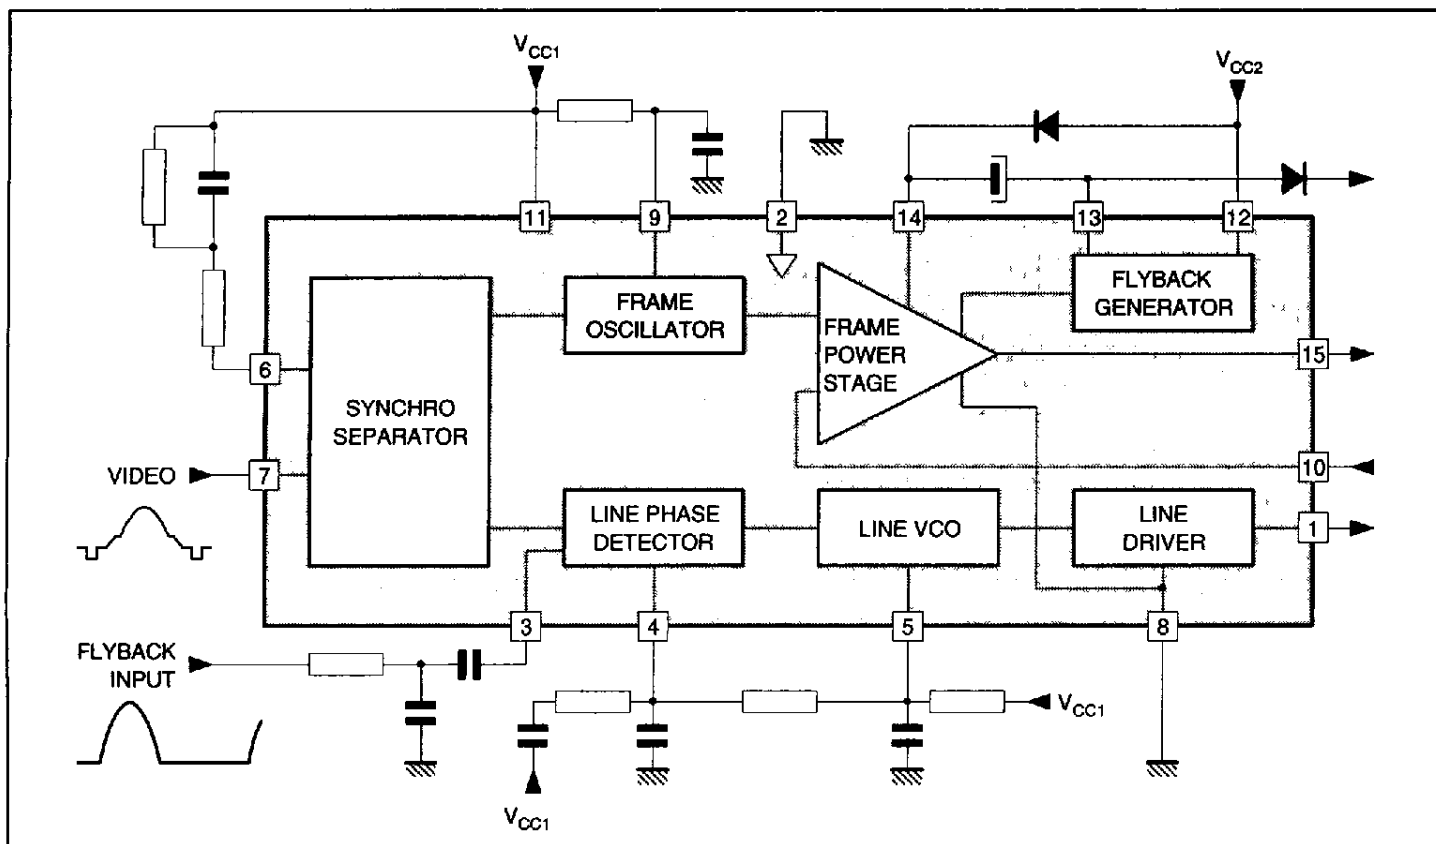 VCC1
VCC2
11
9
2
14
13
12
FRAME
OSCILLATOR
FRAME
POWER
STAGE
FLYBACK
GENERATOR
15
6
SYNCHRO
SEPARATOR
VIDEO
7
10
LINE PHASE
DETECTOR
LINE VCO
LINE
DRIVER
1
3
4
5
8
FLYBACK
INPUT
VCC1
VCC1